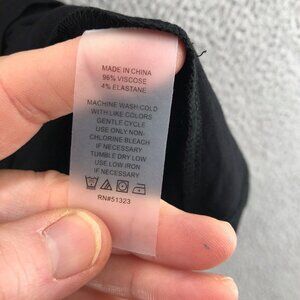 MADE IN CHINA
96% VISCOSE
4% ELASTANE
MACHINE WASH COLD
WITH LIKE COLORS
GENTLE CYCLE
USE ONLY NON-
CHLORINE BLEACH
IF NECESSARY
TUMBLE DRY LOW
USE LOW IRON
IF NECESSARY
RN#51323